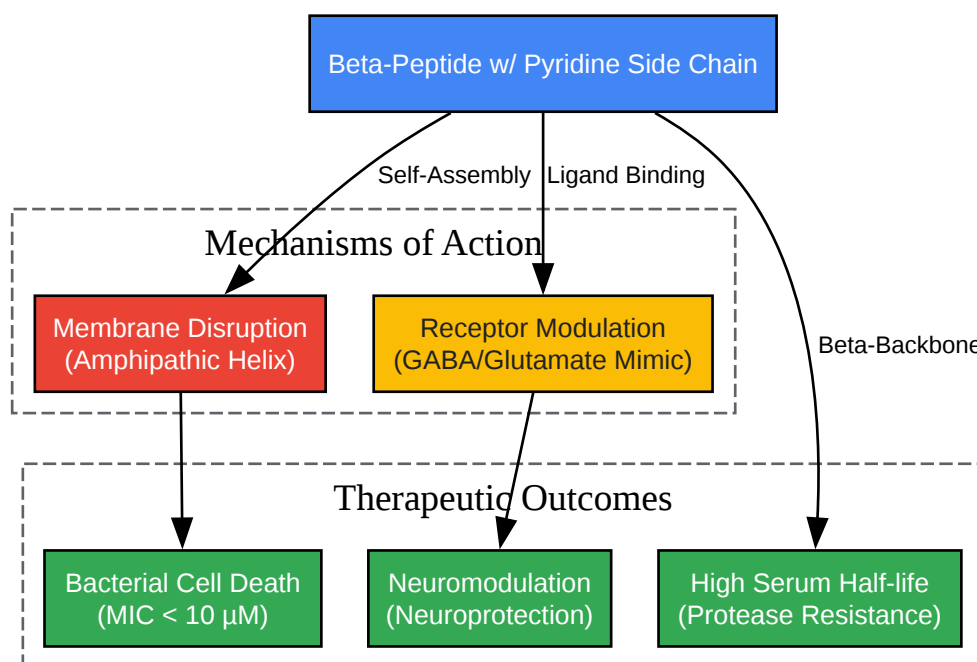 Beta-Peptide w/ Pyridine Side Chain
Self-Assembly
Ligand Binding
Mechanisms of Action
Membrane Disruption
(Amphipathic Helix)
Receptor Modulation
(GABA/Glutamate Mimic)
Beta-Backbone
Therapeutic Outcomes
Bacterial Cell Death
(MIC < 10 µM)
Neuromodulation
(Neuroprotection)
High Serum Half-life
(Protease Resistance)